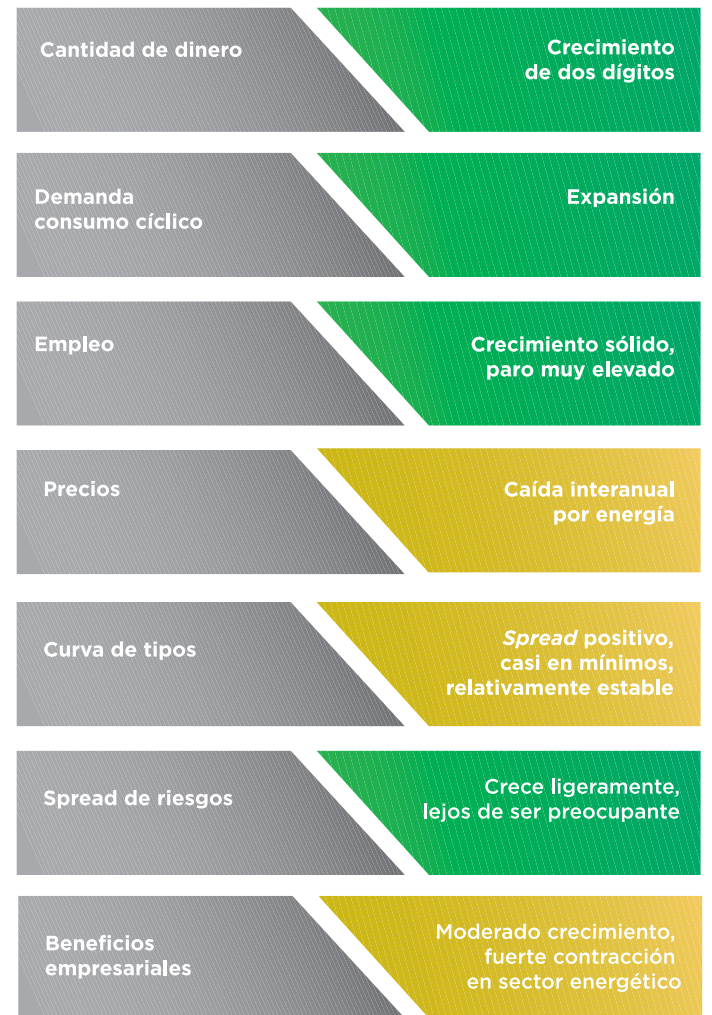 Cantidad de dinero
Crecimiento
de dos dígitos
Demanda
consumo cíclico
Expansión
Empleo
Crecimiento sólido,
paro muy elevado
Precios
Caída interanual
por energía
Curva de tipos
Spread positivo,
casi en mínimos,
relativamente estable
Spread de riesgos
Crece ligeramente,
lejos de ser preocupante
Beneficios
empresariales
Moderado crecimiento,
fuerte contracción
en sector energético